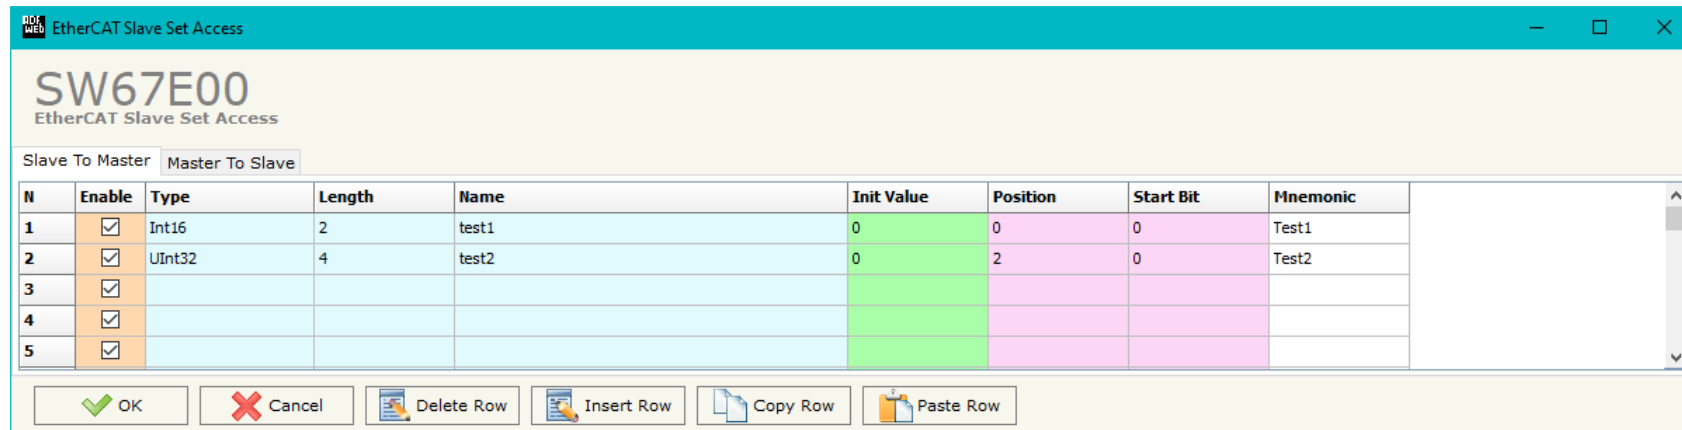 ADF WEB EtherCAT Slave Set Access
SW67E00
EtherCAT Slave Set Access
Slave To Master Master To Slave
N Enable Type Length Name Init Value Position Start Bit Mnemonic
1 Int16 2 test1 0 0 0 Test1
2 UInt32 4 test2 0 2 0 Test2
3
4
5
OK Cancel Delete Row Insert Row Copy Row Paste Row